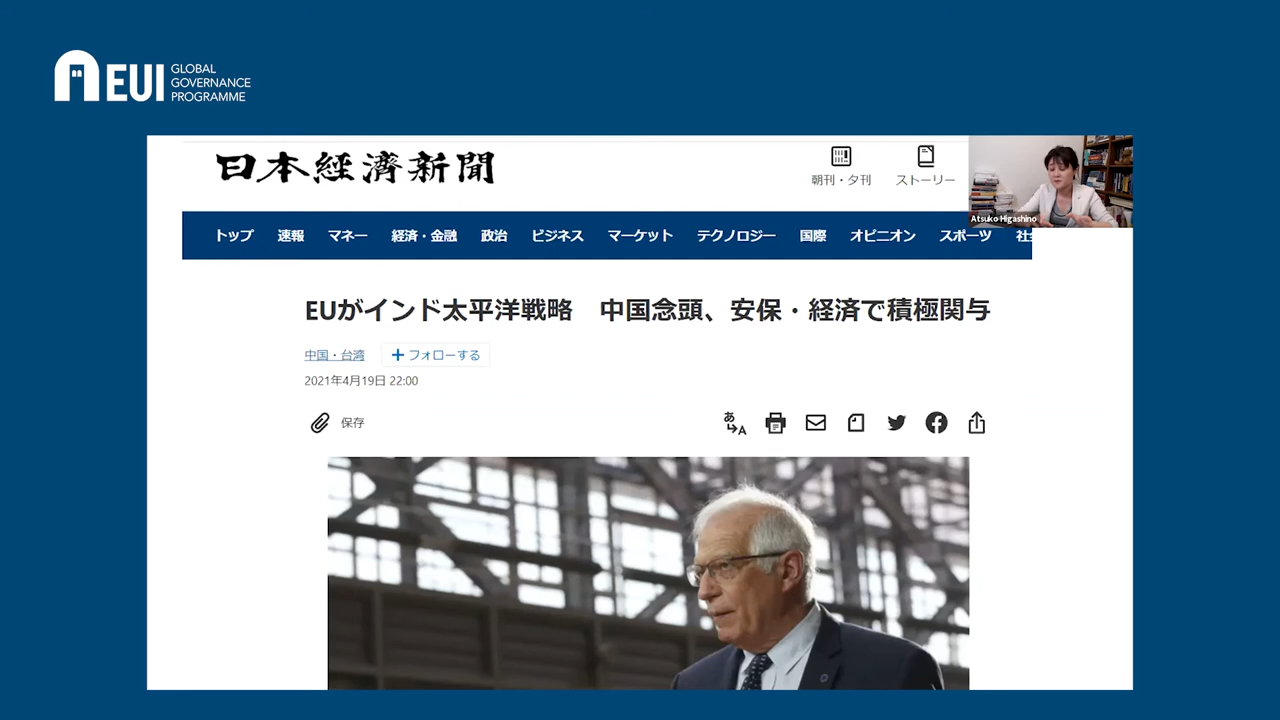 EUI
GLOBAL
GOVERNANCE
PROGRAMME
日本経済新聞
朝刊・夕刊
ストーリー
Atsuko Higashino
トップ 速報 マネー 経済・金融 政治 ビジネス マーケット テクノロジー 国際 オピニオン スポーツ 社
EUがインド太平洋戦略 中国念頭、安保・経済で積極関与
中国・台湾
+ フォローする
2021年4月19日 22:00
保存
あ
A